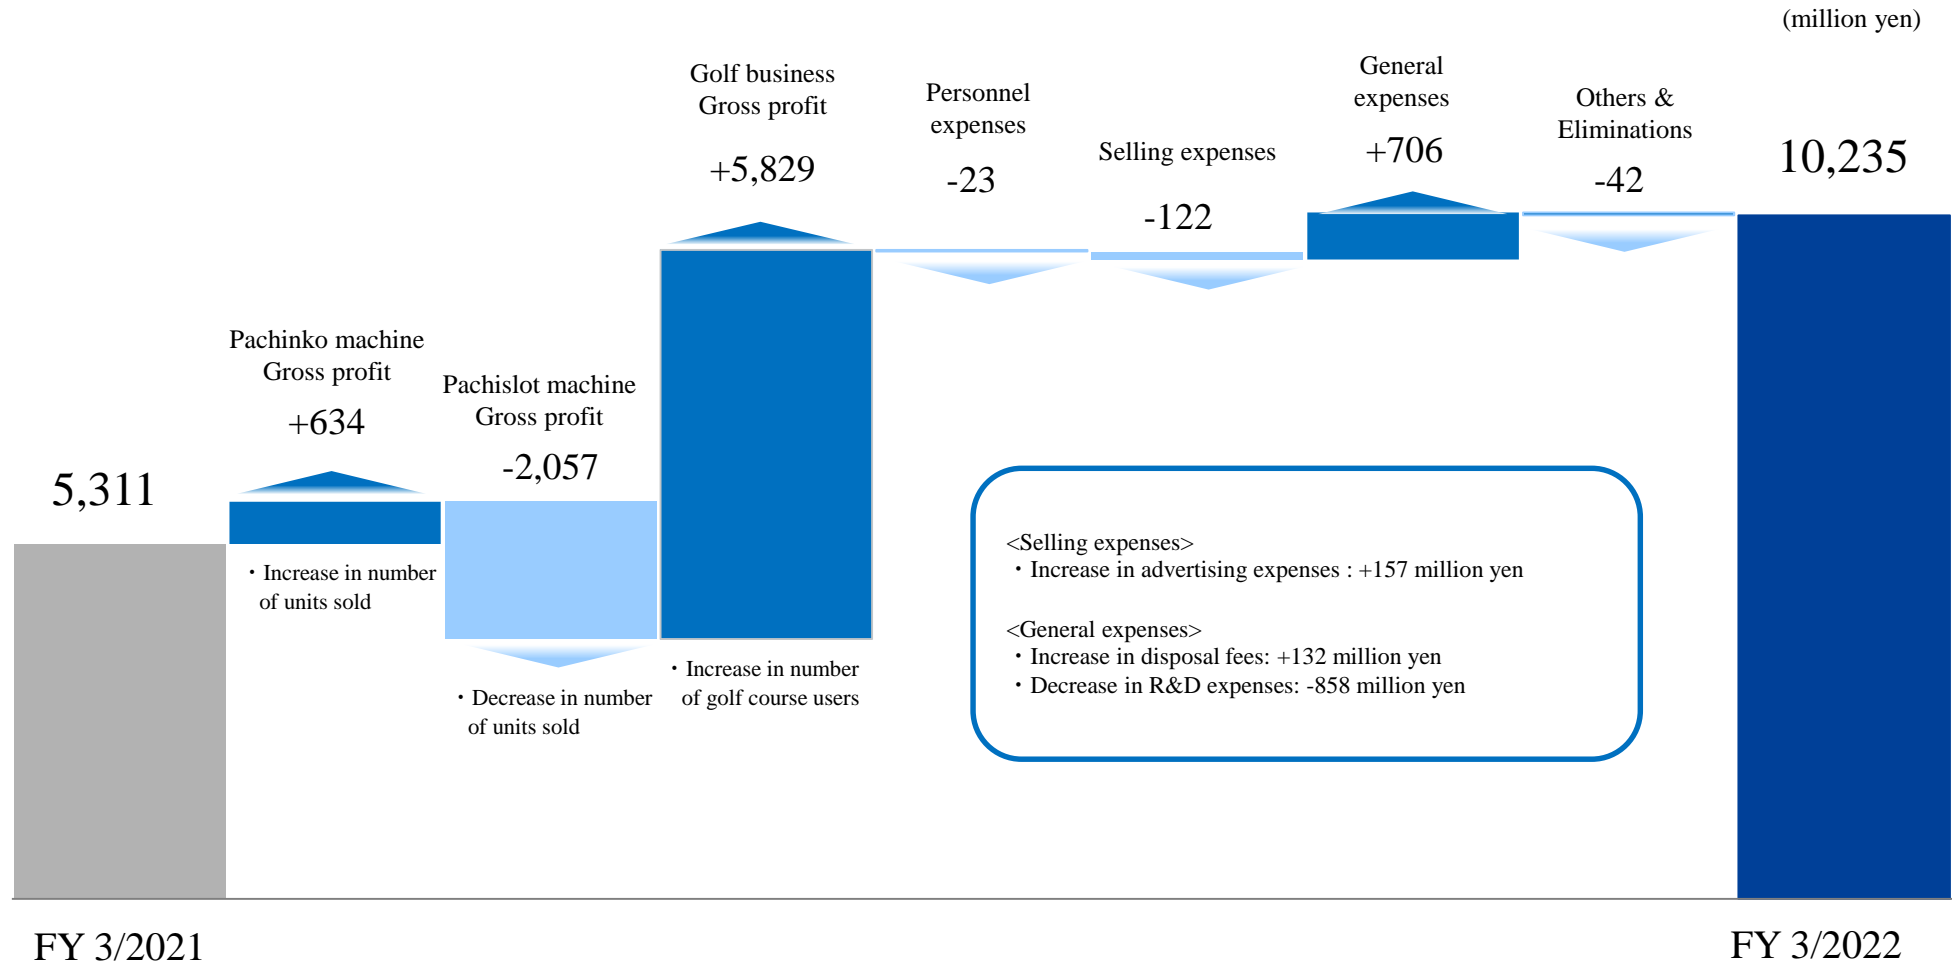 (million yen)
Golf business
Gross profit
+5,829
Personnel
expenses
-23
Selling expenses
-122
General
expenses
+706
Others &
Eliminations
-42
10,235
Pachinko machine
Gross profit
+634
Pachislot machine
Gross profit
-2,057
5,311
・Increase in number
of units sold
・Decrease in number
of units sold
・Increase in number
of golf course users
<Selling expenses>
・Increase in advertising expenses : +157 million yen
<General expenses>
・Increase in disposal fees: +132 million yen
・Decrease in R&D expenses: -858 million yen
FY 3/2021
FY 3/2022